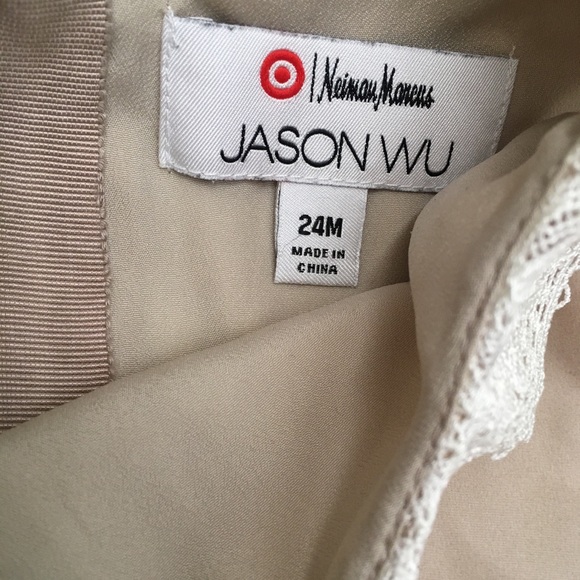 | Neiman Marcus
JASON WU
24M
MADE IN
CHINA